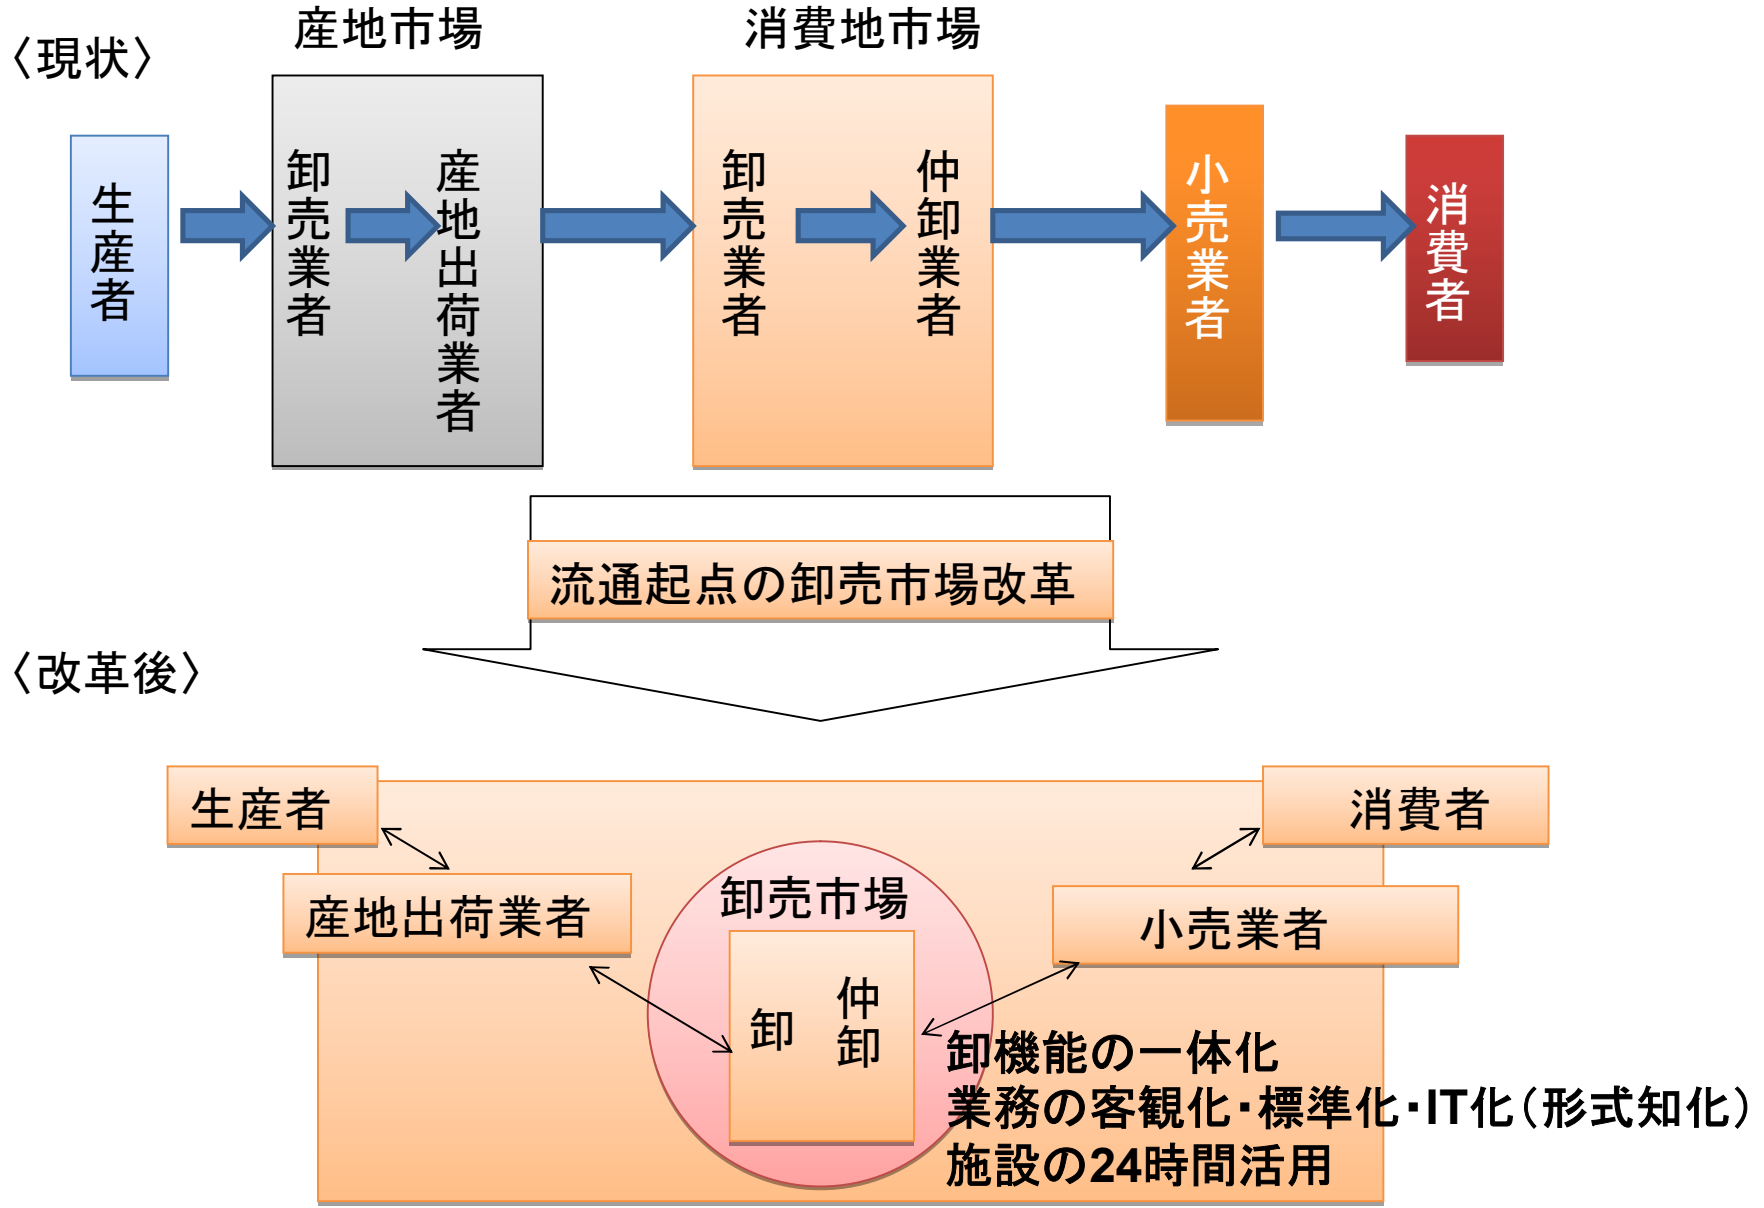 〈現状〉
産地市場
消費地市場
生産者
卸売業者
産地出荷業者
卸売業者
仲卸業者
小売業者
消費者
流通起点の卸売市場改革
〈改革後〉
生産者
消費者
産地出荷業者
卸売市場
小売業者
卸
仲卸
卸機能の一体化
業務の客観化・標準化・IT化（形式知化）
施設の24時間活用